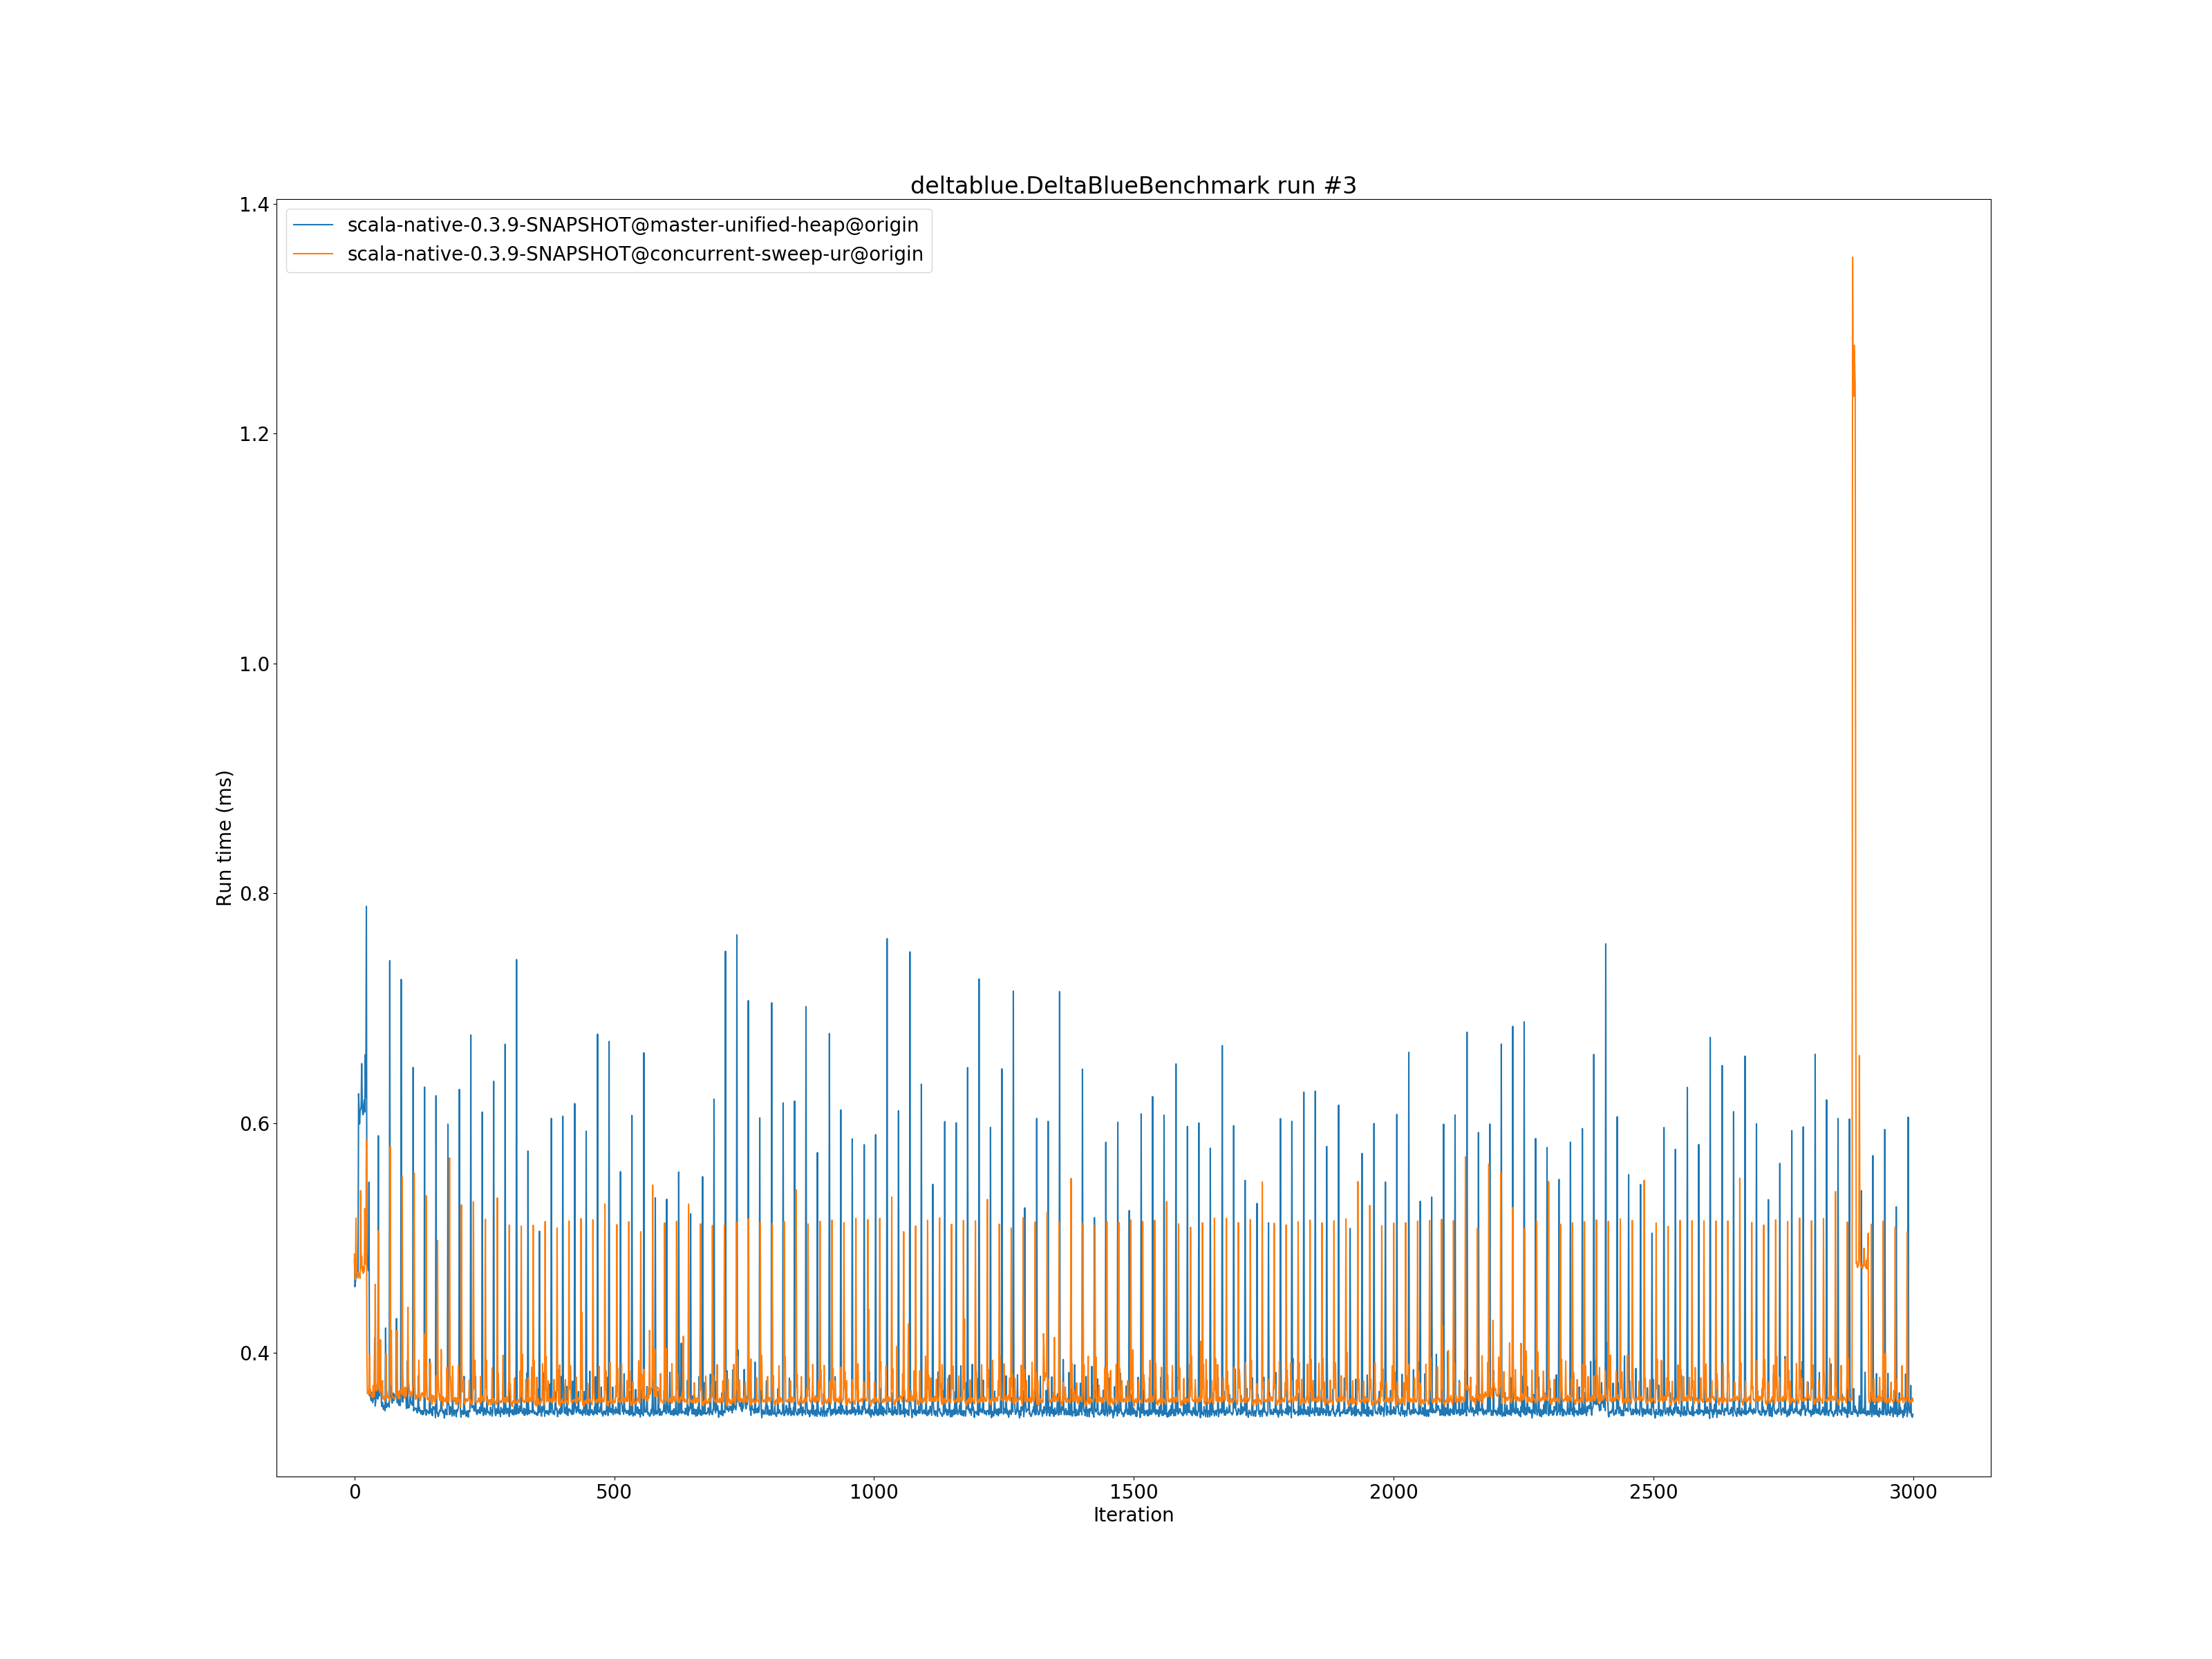 deltablue.DeltaBlueBenchmark run #3
scala-native-0.3.9-SNAPSHOT@master-unified-heap@origin
scala-native-0.3.9-SNAPSHOT@concurrent-sweep-ur@origin
1.4
1.2
1.0
0.8
0.6
0.4
Run time (ms)
0 500 1000 1500 2000 2500 3000
Iteration